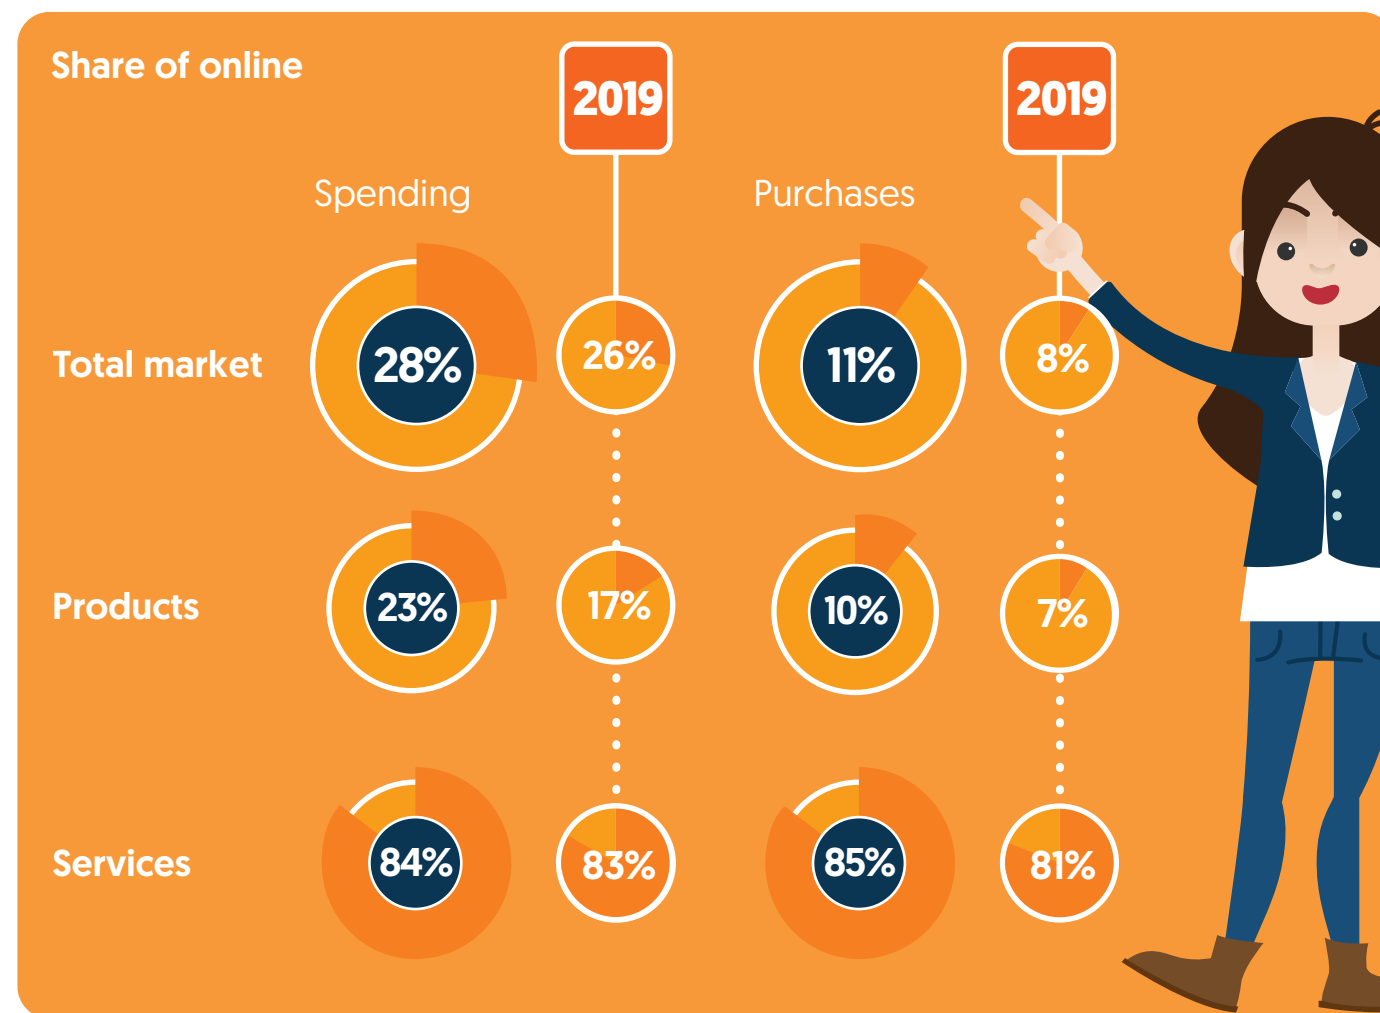 Share of online
2019
2019
Spending
Purchases
Total market
28%
26%
11%
8%
Products
23%
17%
10%
7%
Services
84%
83%
85%
81%